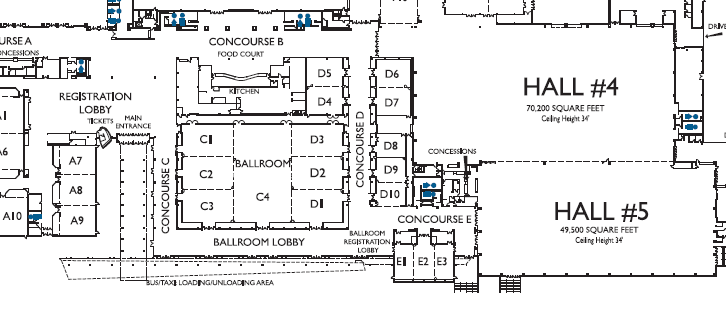 URSE A
ONCESSIONS
CONCOURSE B
FOOD COURT
DRIVE
D5
D6
HALL #4
70,200 SQUARE FEET
Ceiling Height 34'
KITCHEN
D4
D7
REGISTRATION
LOBBY
TICKETS
MAIN
ENTRANCE
A1
C1
D3
D8
CONCESSIONS
A6
A7
BALLROOM
CONCOURSE C
CONCOURSE D
C2
D2
D9
A8
C4
D10
C3
D1
A10
A9
HALL #5
49,500 SQUARE FEET
Ceiling Height 34'
CONCOURSE E
BALLROOM LOBBY
BALLROOM
REGISTRATION
LOBBY
E1
E2
E3
BUS/TAXI LOADING/UNLOADING AREA